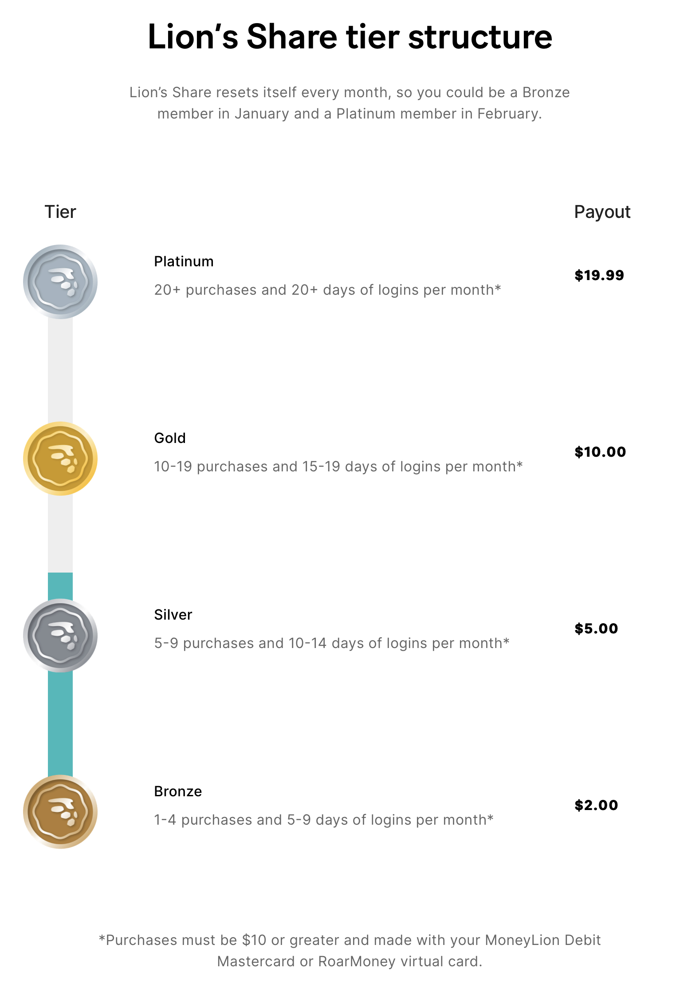 Lion’s Share tier structure
Lion’s Share resets itself every month, so you could be a Bronze
member in January and a Platinum member in February.
Tier
Payout
Platinum
20+ purchases and 20+ days of logins per month*
$19.99
Gold
10-19 purchases and 15-19 days of logins per month*
$10.00
Silver
5-9 purchases and 10-14 days of logins per month*
$5.00
Bronze
1-4 purchases and 5-9 days of logins per month*
$2.00
*Purchases must be $10 or greater and made with your MoneyLion Debit
Mastercard or RoarMoney virtual card.